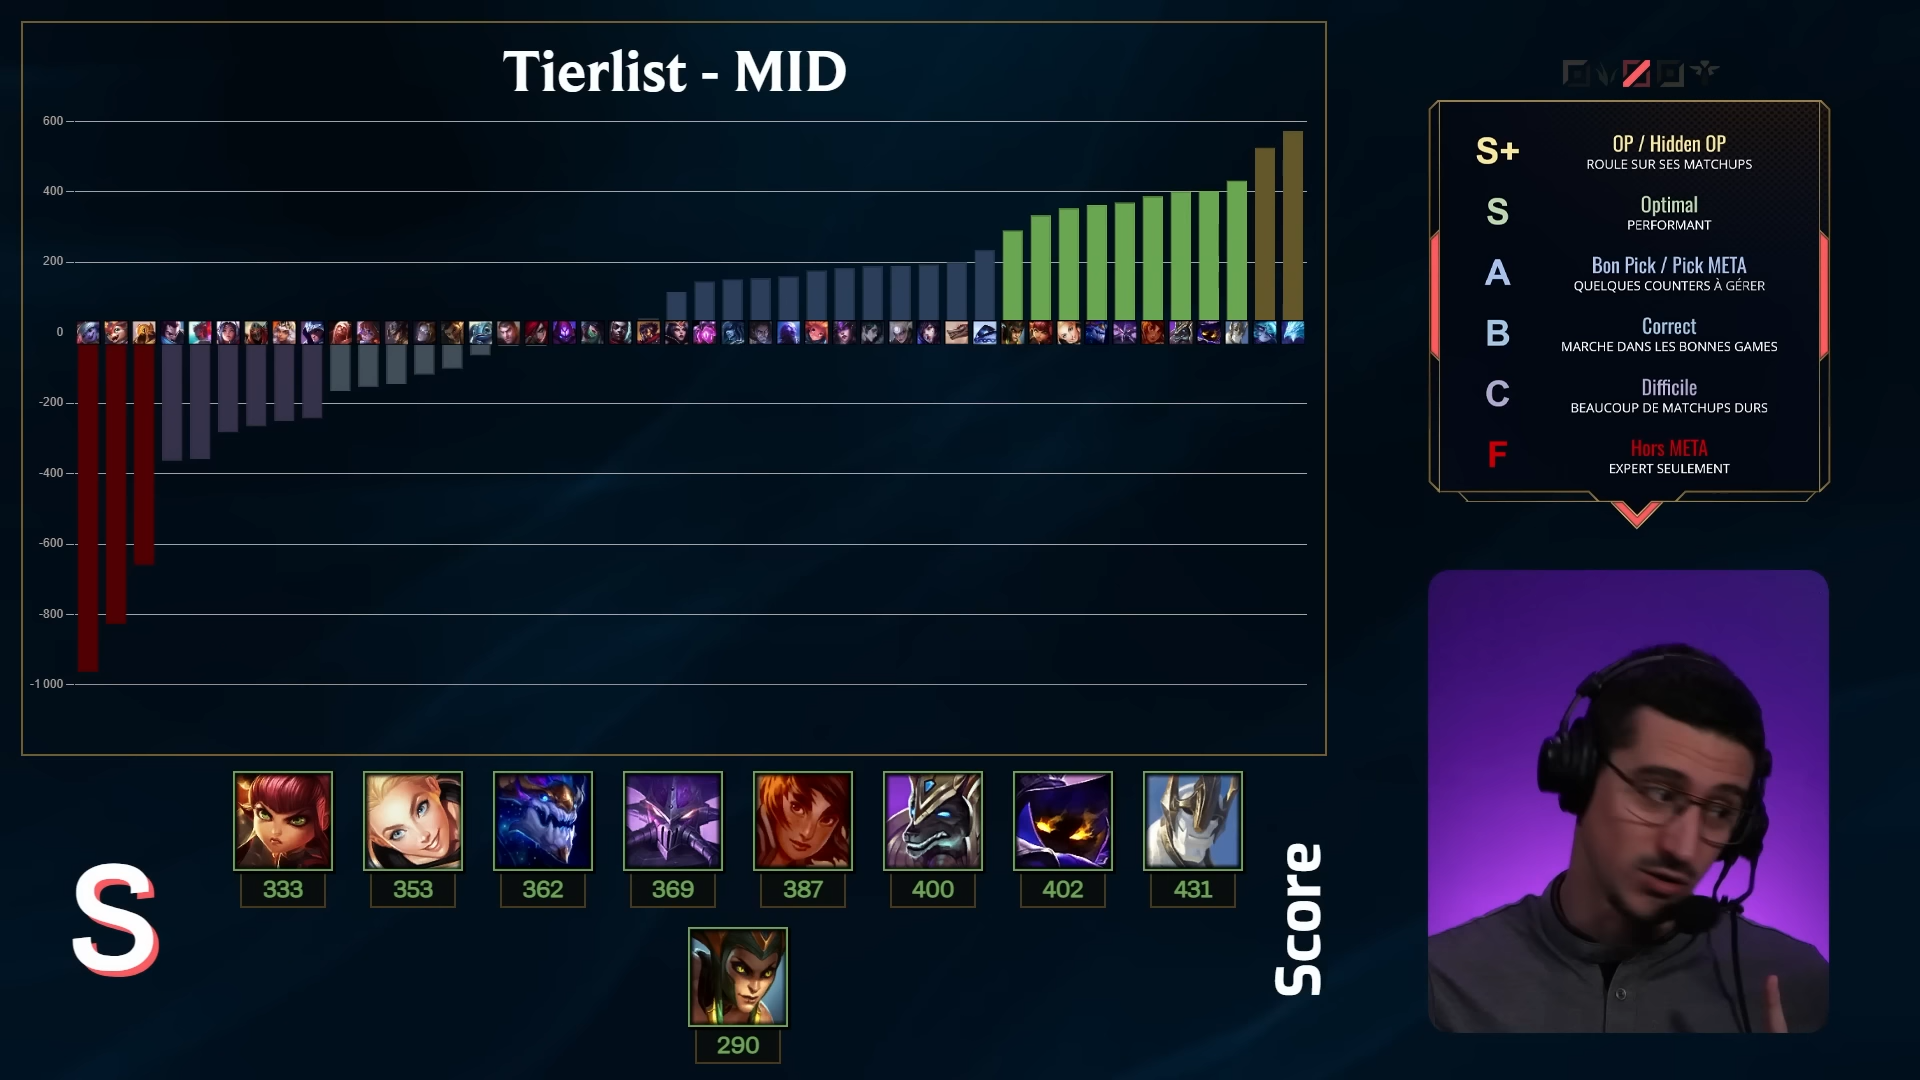 Tierlist - MID
600
400
200
0
-200
-400
-600
-800
-1 000
S+
OP / Hidden OP
ROULE SUR SES MATCHUPS
S
Optimal
PERFORMANT
A
Bon Pick / Pick META
QUELQUES COUNTERS À GÉRER
B
Correct
MARCHE DANS LES BONNES GAMES
C
Difficile
BEAUCOUP DE MATCHUPS DURS
F
Hors META
EXPERT SEULEMENT
S
333
353
362
369
387
400
402
431
290
Score